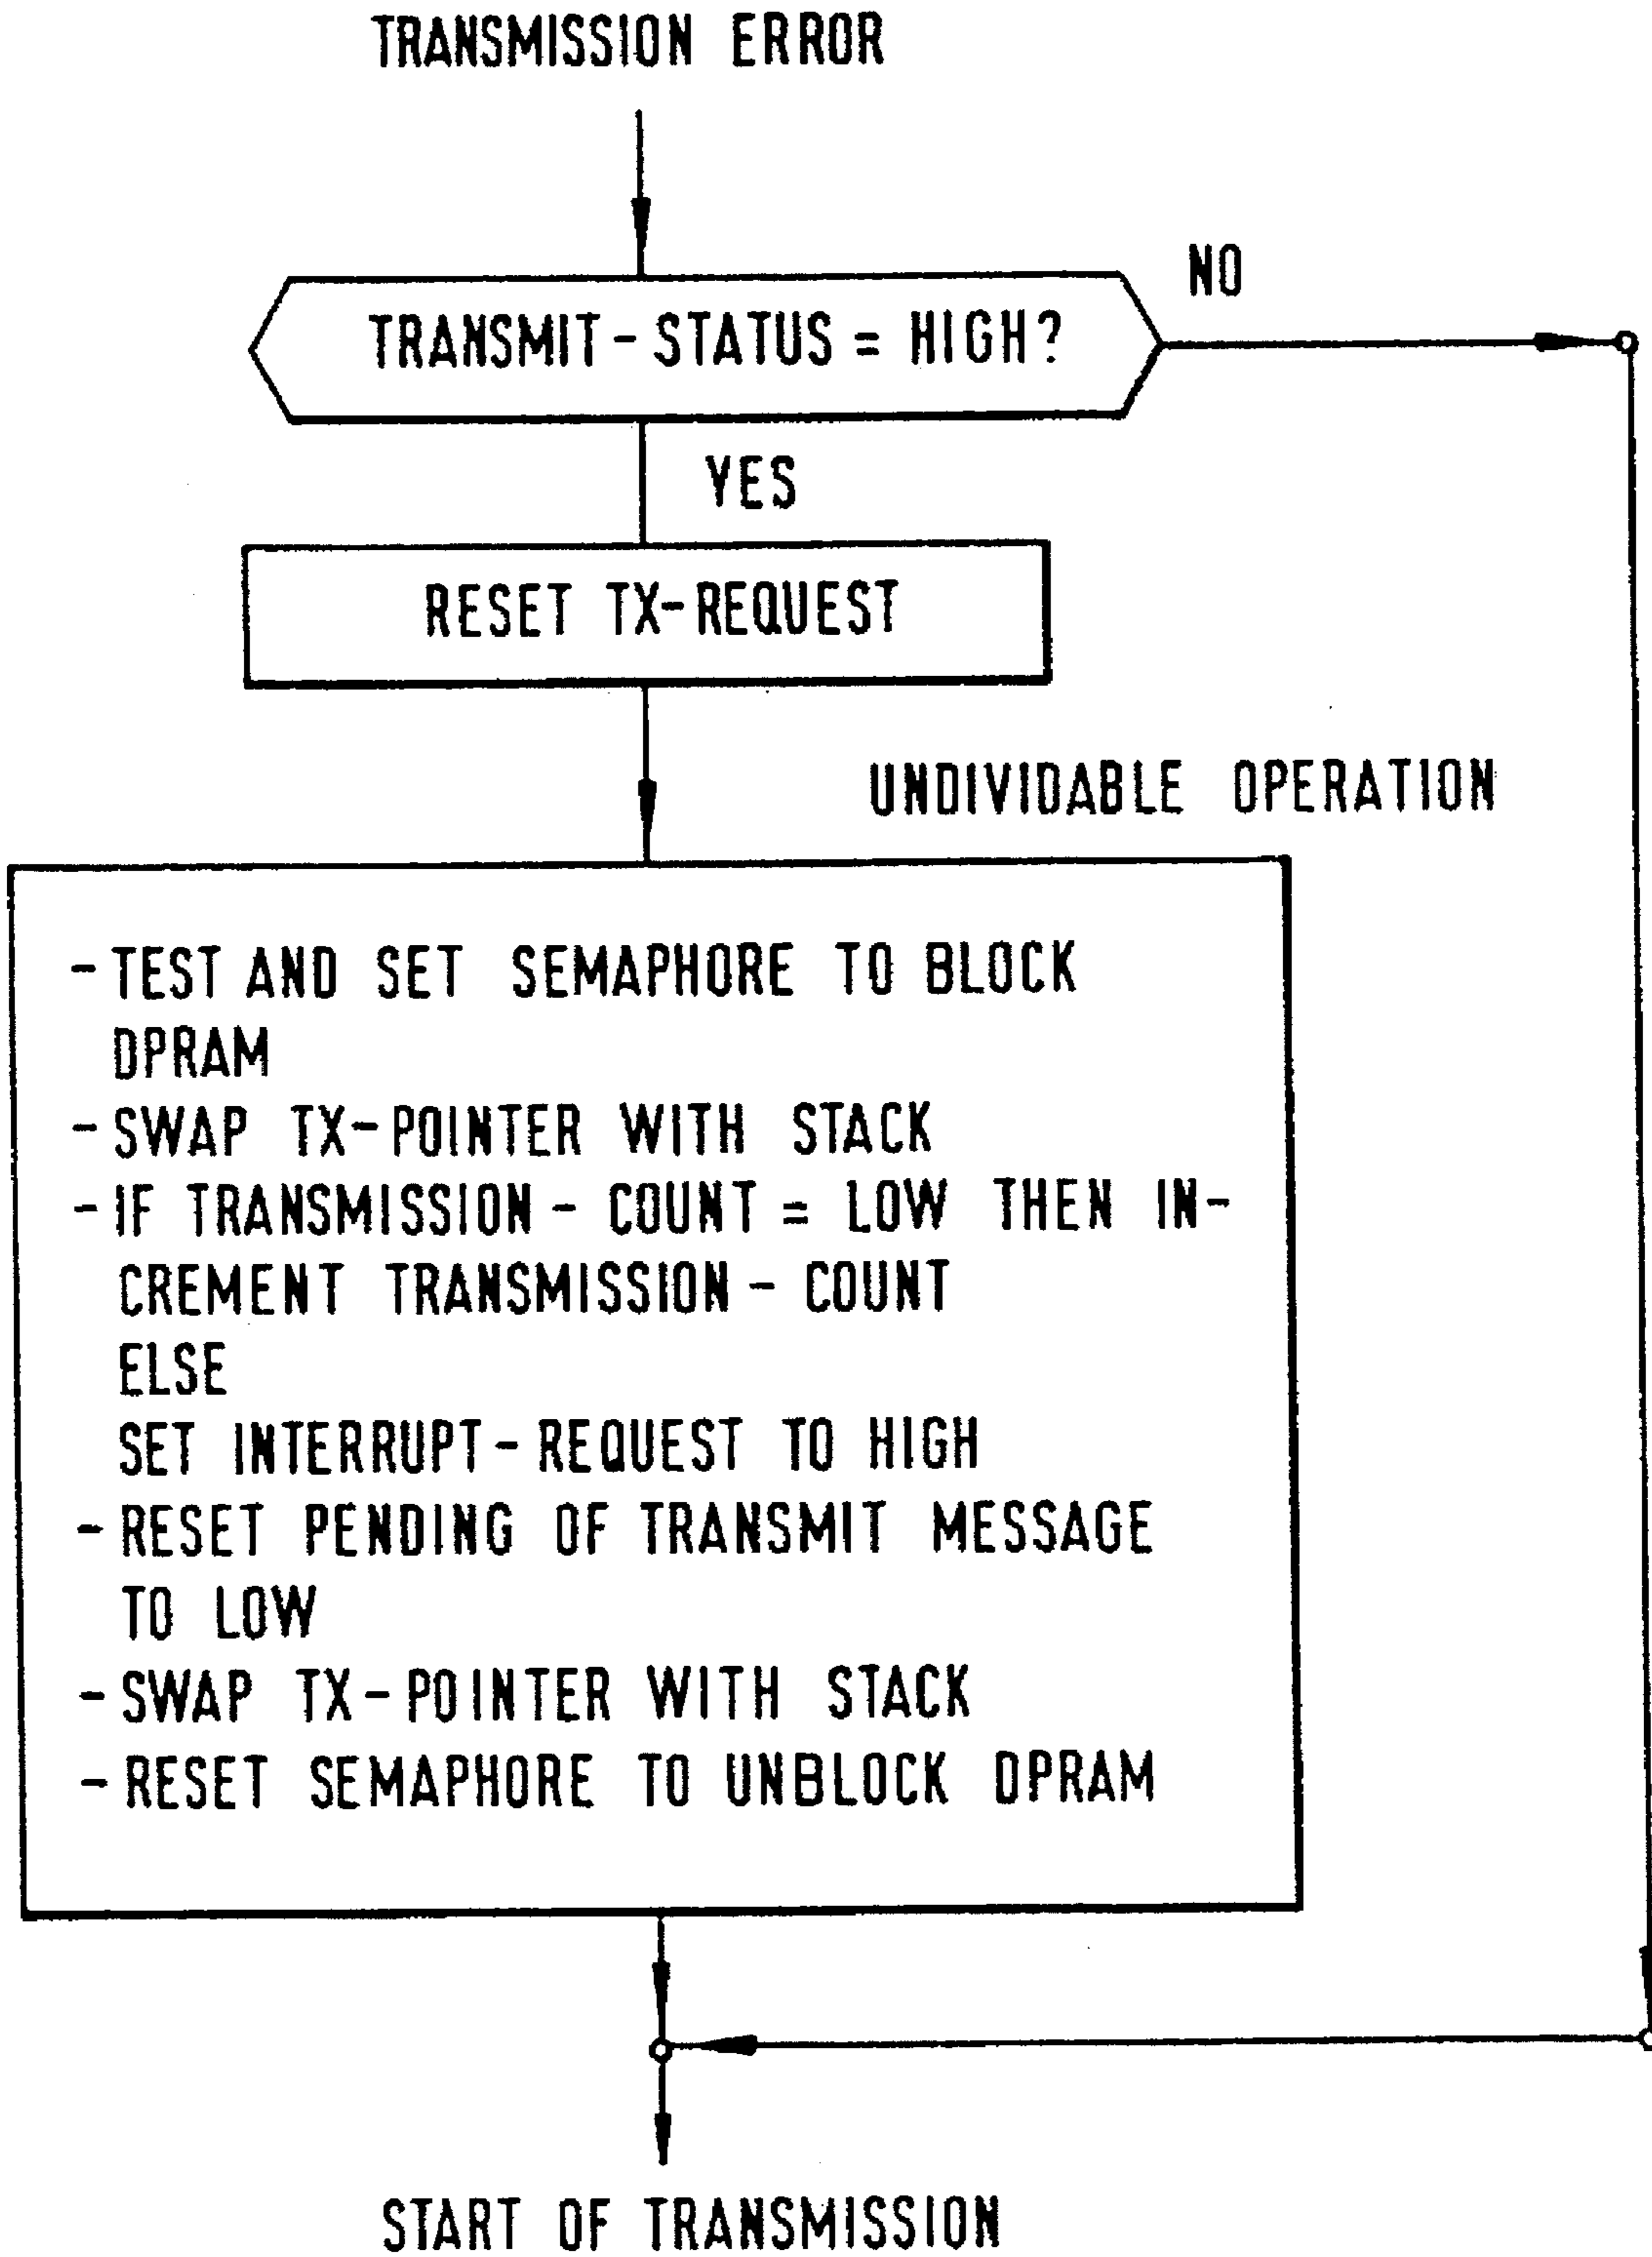 TRANSMISSION ERROR
NO
TRANSMIT-STATUS = HIGH?
YES
RESET TX-REQUEST
UNDIVIDABLE OPERATION
- TEST AND SET SEMAPHORE TO BLOCK
DPRAM
- SWAP TX-POINTER WITH STACK
- IF TRANSMISSION - COUNT = LOW THEN IN-
CREMENT TRANSMISSION - COUNT
ELSE
SET INTERRUPT-REQUEST TO HIGH
- RESET PENDING OF TRANSMIT MESSAGE
TO LOW
- SWAP TX-POINTER WITH STACK
- RESET SEMAPHORE TO UNBLOCK DPRAM
START OF TRANSMISSION